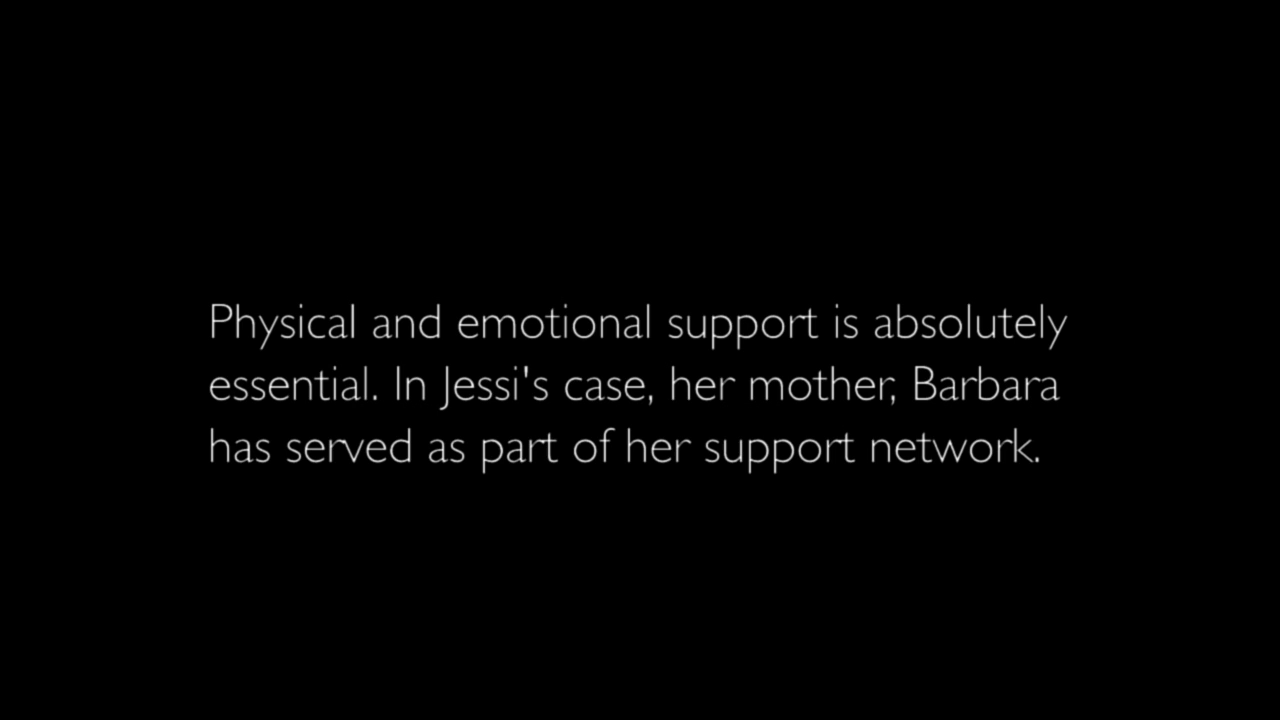 Physical and emotional support is absolutely
essential. In Jessi's case, her mother, Barbara
has served as part of her support network.